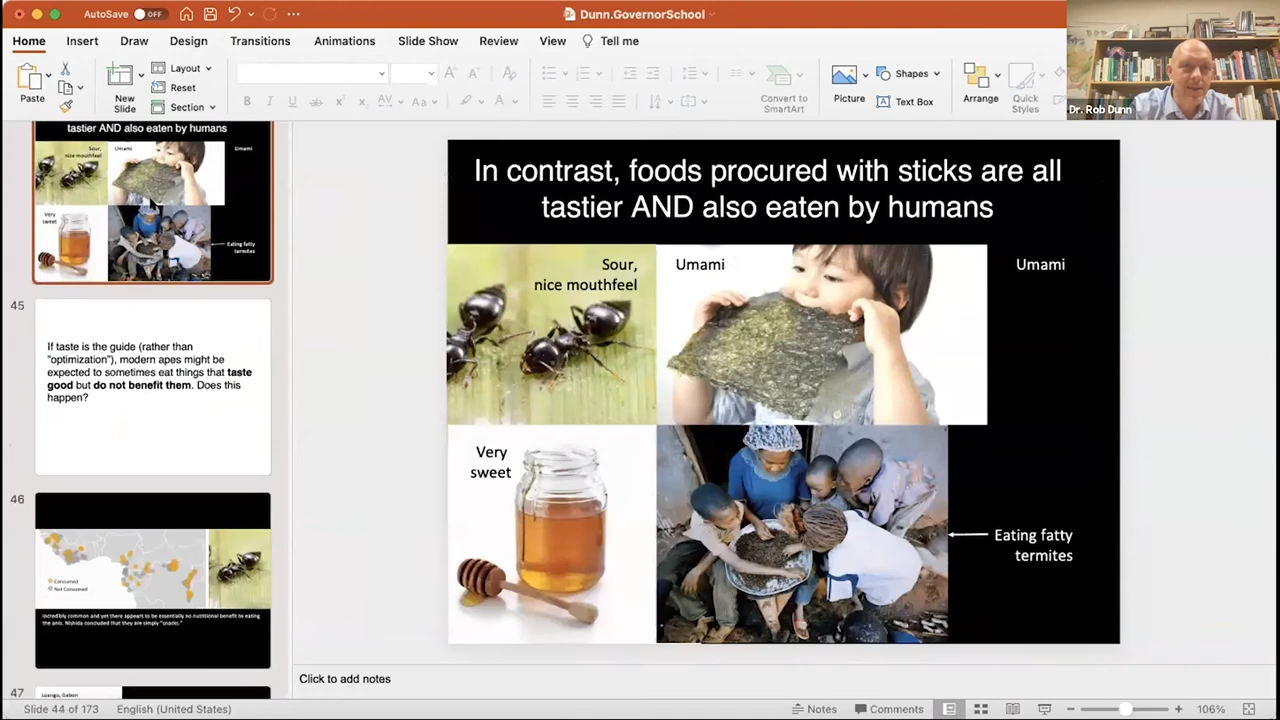 AutoSave OFF
Dunn.GovernorSchool
Home Insert Draw Design Transitions Animations Slide Show Review View Tell me
Paste
New
Slide
Layout
Reset
Section
Convert to
SmartArt
Picture
Shapes
Text Box
Arrange
Quick
Styles
Dr. Rob Dunn
tastier AND also eaten by humans
Sour,
nice mouthfeel
Umami
Umami
Very
sweet
Eating fatty
termites
45
If taste is the guide (rather than
"optimization"), modern apes might be
expected to sometimes eat things that taste
good but do not benefit them. Does this
happen?
46
Consumed
Not Consumed
Incredibly common and yet there appears to be essentially no nutritional benefit to eating
the ants. Nishida concluded that they are simply "snacks."
47
Loango, Gabon
In contrast, foods procured with sticks are all
tastier AND also eaten by humans
Sour,
nice mouthfeel
Umami
Umami
Very
sweet
Eating fatty
termites
Click to add notes
Slide 44 of 173 English (United States) Notes Comments 106%